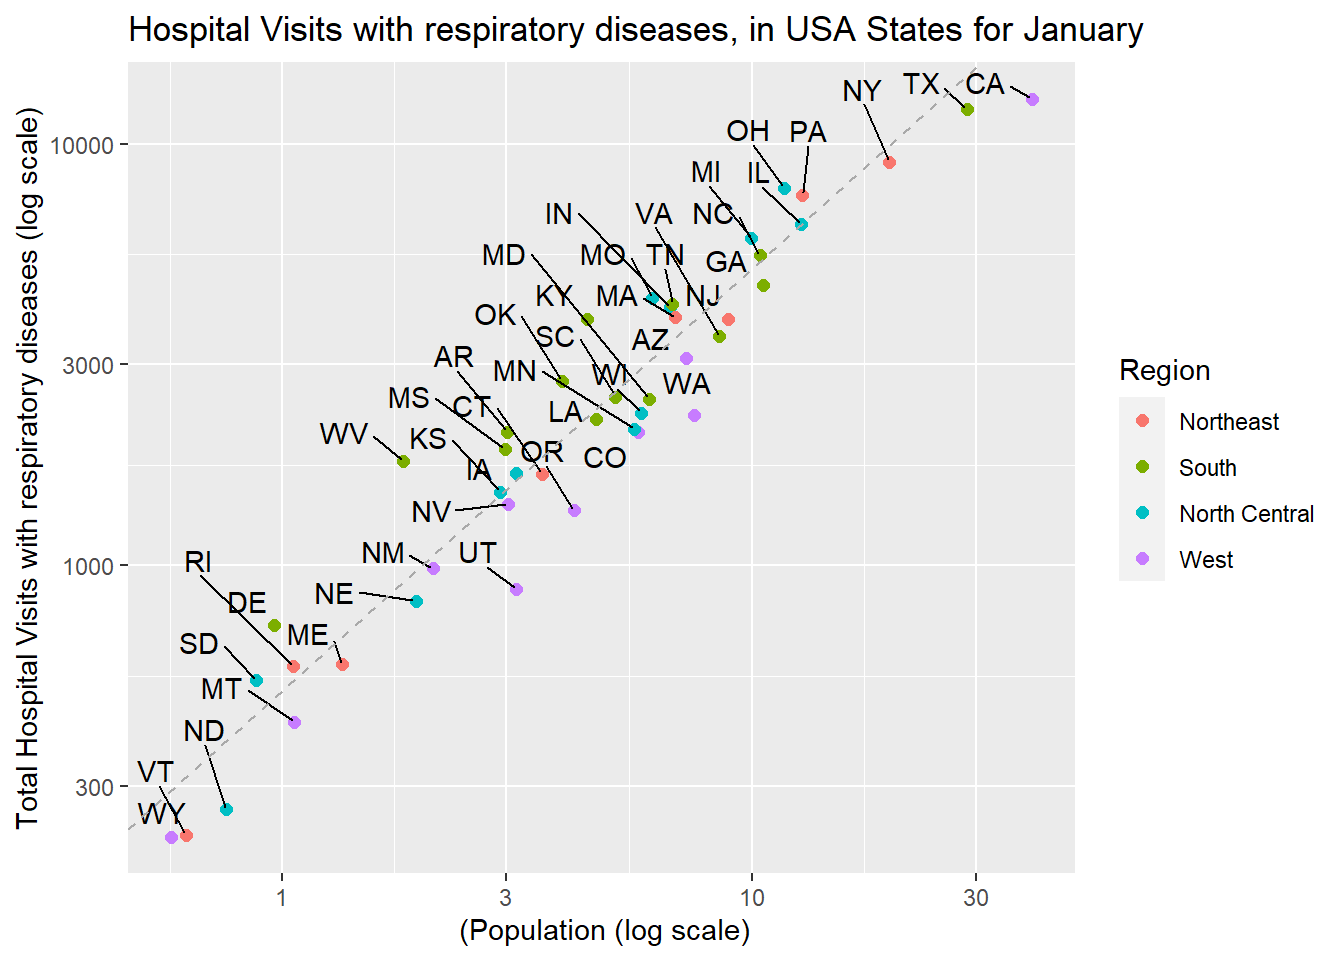 Hospital Visits with respiratory diseases, in USA States for January
Total Hospital Visits with respiratory diseases (log scale)
10000
3000
1000
300
NY TX CA
OH PA
MI IL
IN VA NC
MD MO TN GA
KY MA NJ
OK SC AZ
AR MN WI WA
MS CT LA
WV KS OR CO
IA
NV
NM UT
RI NE
DE
SD ME
MT
ND
VT
WY
1 3 10 30
(Population (log scale)
Region
Northeast
South
North Central
West